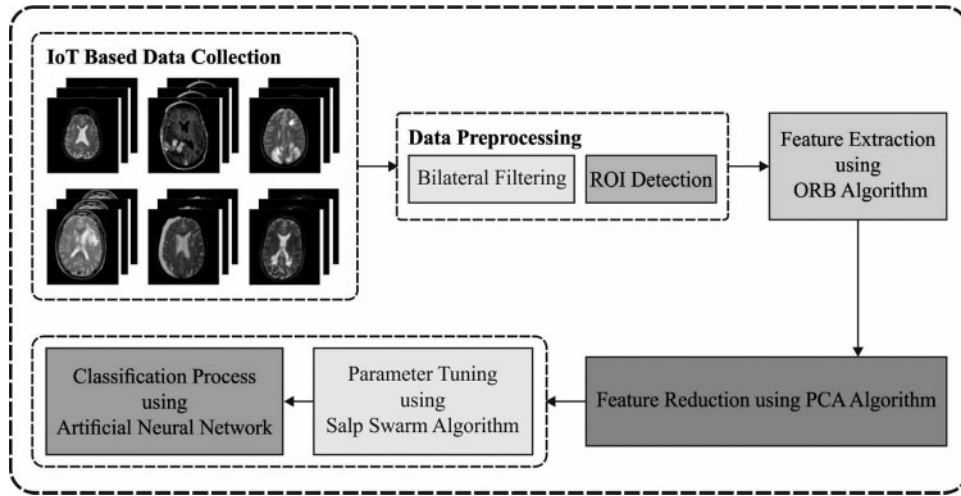 IoT Based Data Collection
Data Preprocessing
Bilateral Filtering
ROI Detection
Feature Extraction
using
ORB Algorithm
Feature Reduction using PCA Algorithm
Parameter Tuning
using
Salp Swarm Algorithm
Classification Process
using
Artificial Neural Network